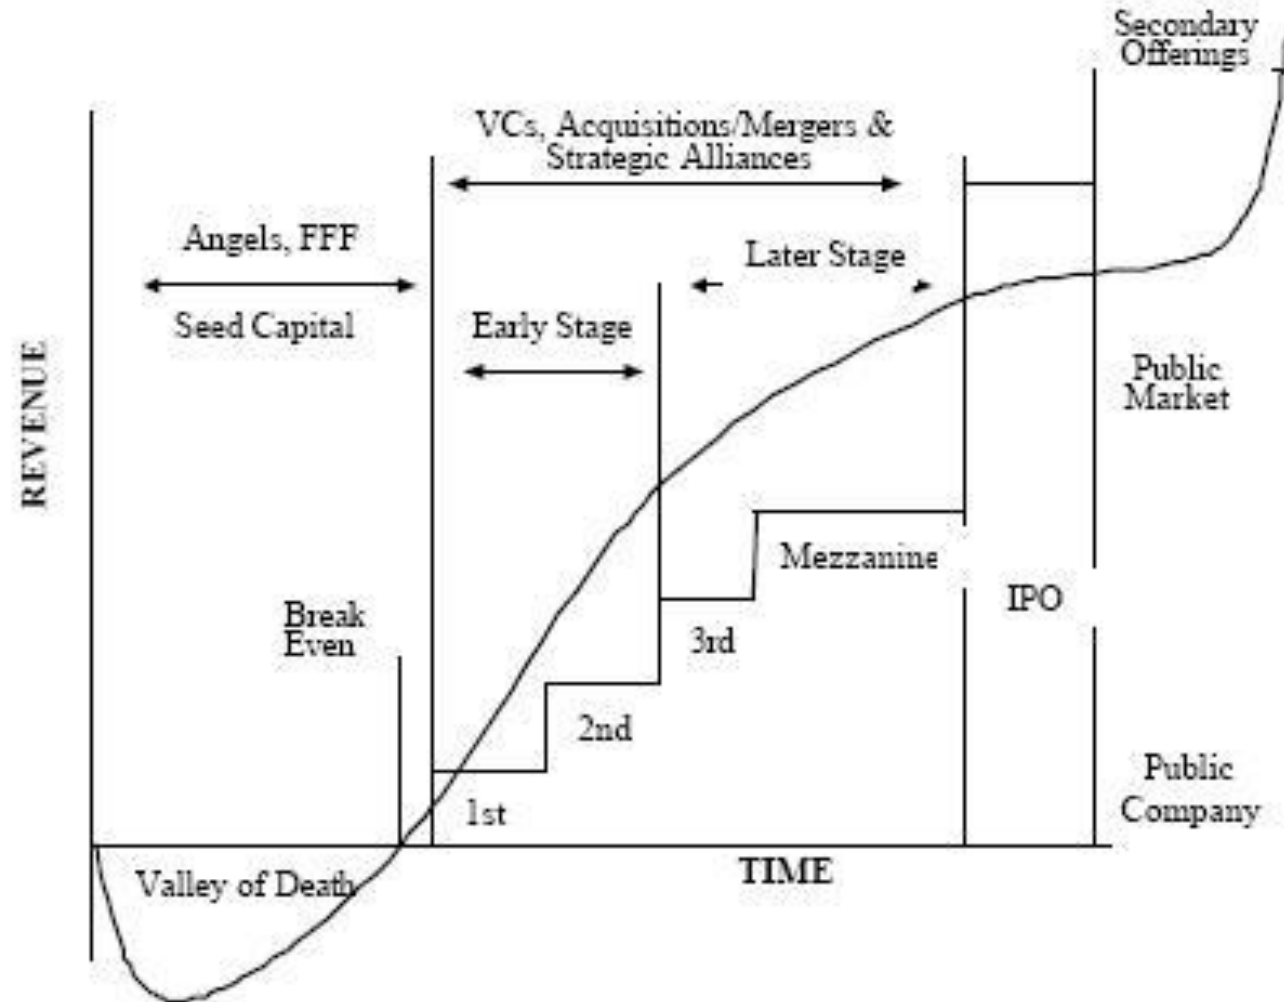 Secondary
Offerings
VCs, Acquisitions/Mergers &
Strategic Alliances
Angels, FFF
Seed Capital
Later Stage
Early Stage
REVENUE
Public
Market
Mezzanine
IPO
Break
Even
3rd
2nd
1st
Public
Company
Valley of Death
TIME